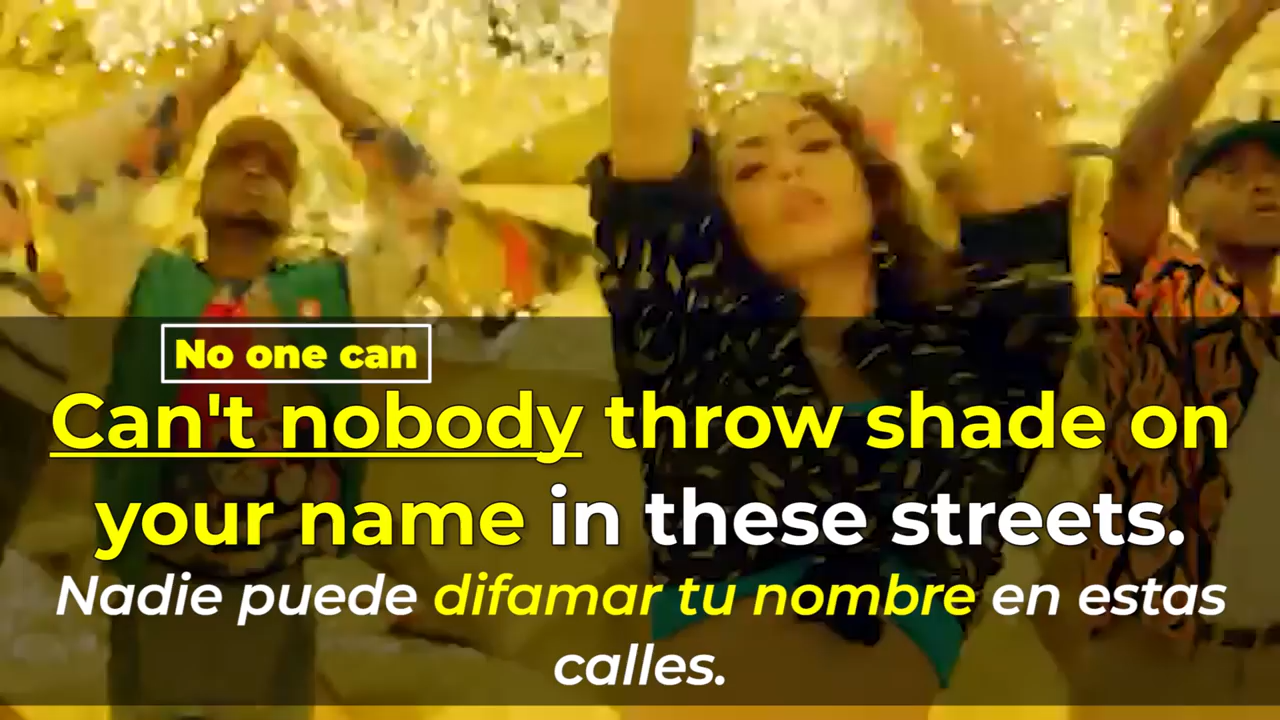 No one can
Can't nobody throw shade on
your name in these streets.
Nadie puede difamar tu nombre en estas
calles.